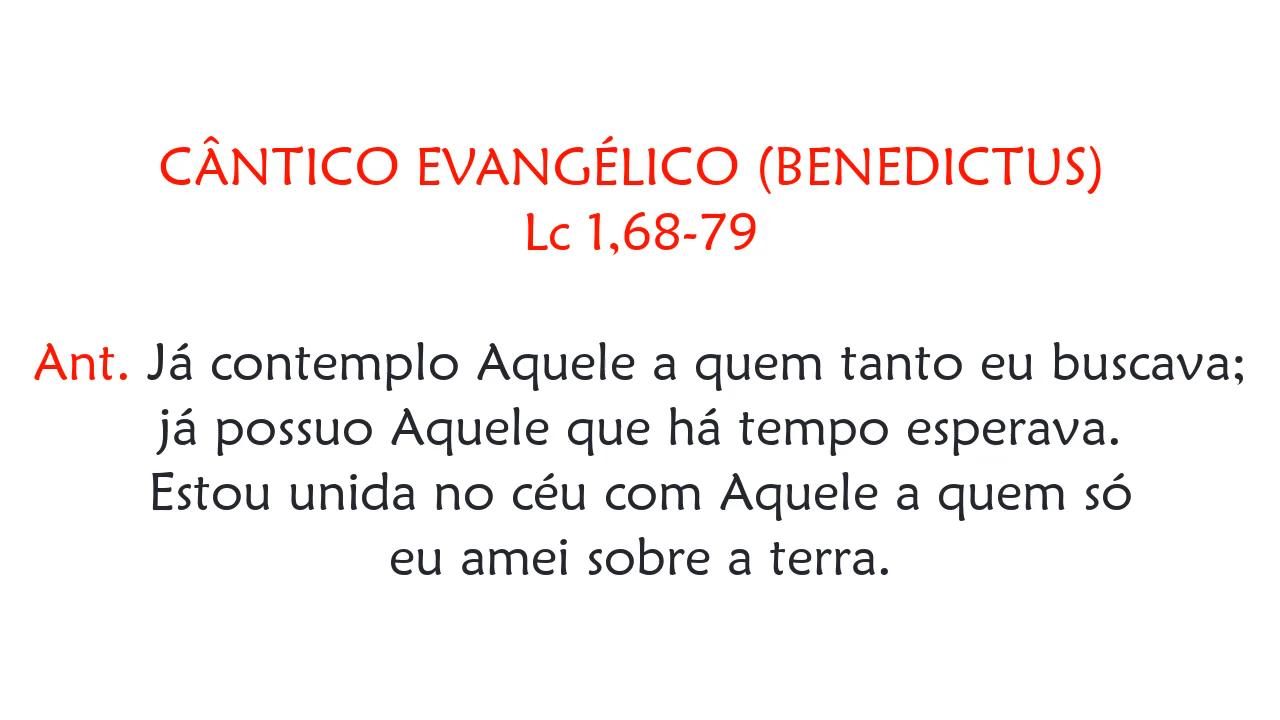 CÂNTICO EVANGÉLICO (BENEDICTUS)
Lc 1,68-79
Ant. Já contemplo Aquele a quem tanto eu buscava;
já possuo Aquele que há tempo esperava.
Estou unida no céu com Aquele a quem só
eu amei sobre a terra.